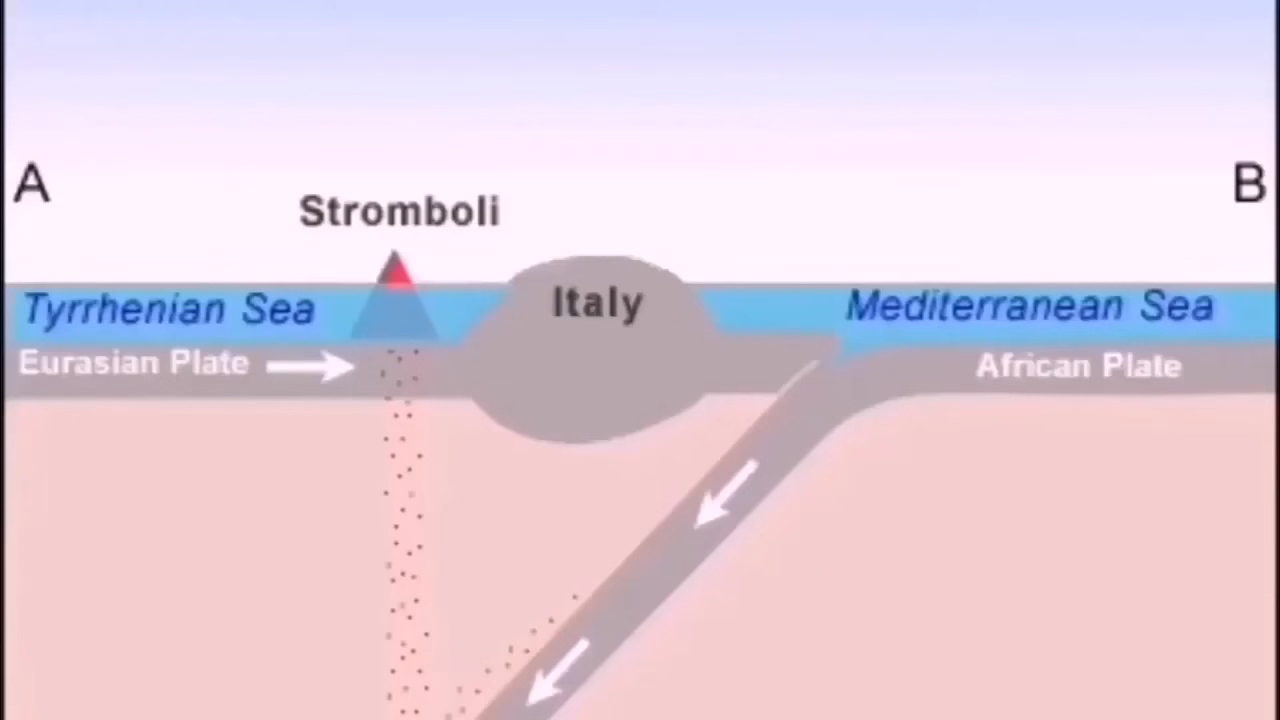 A
B
Stromboli
Tyrrhenian Sea
Italy
Mediterranean Sea
Eurasian Plate
African Plate